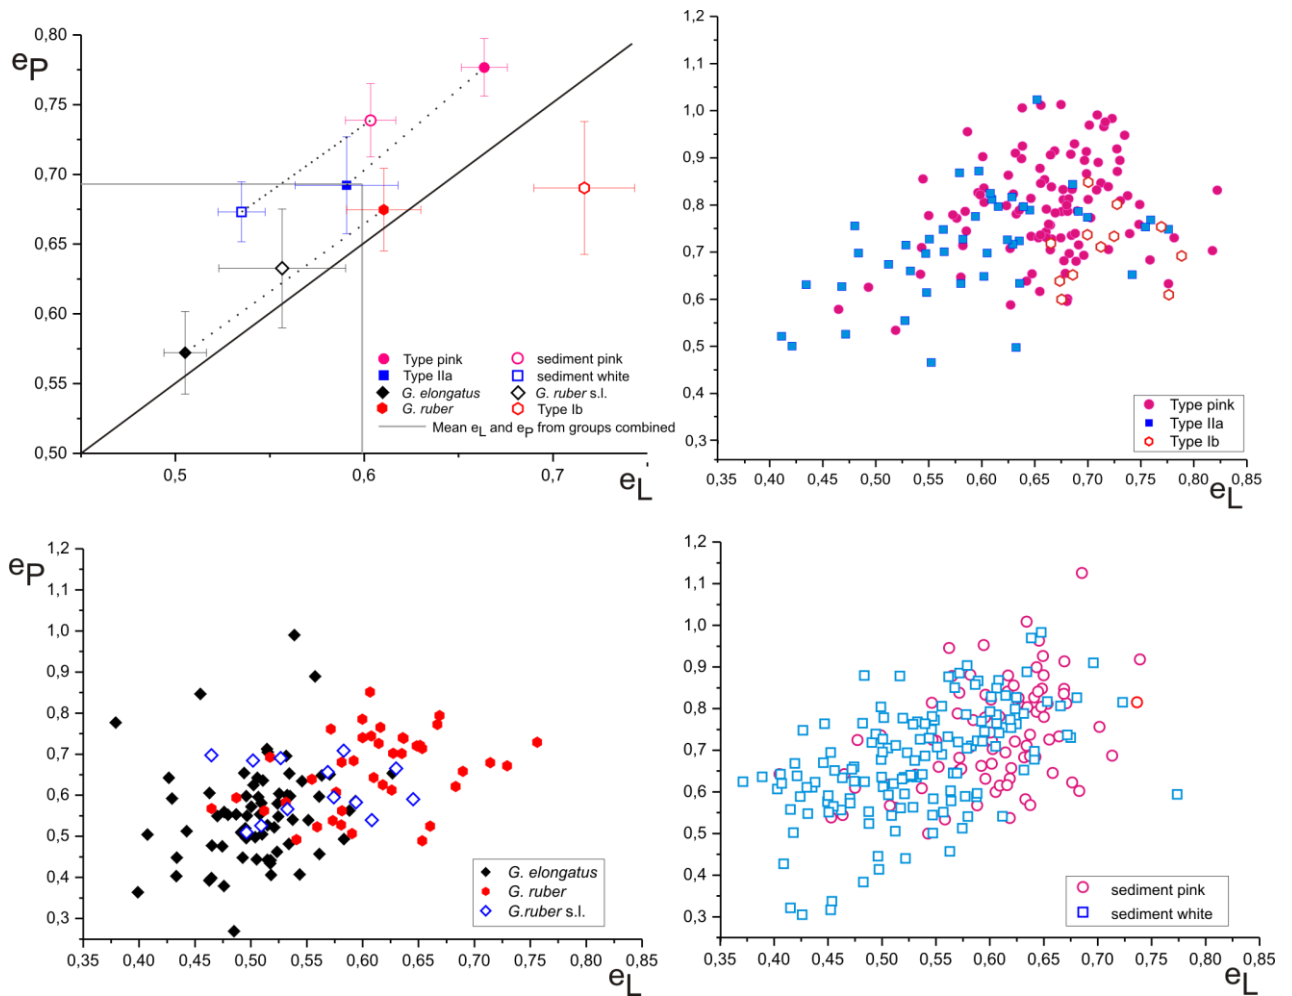 0,80
0,75
0,70
0,65
0,60
0,55
0,50
eP
0,5
0,6
0,7
eL
Type pink
Type IIa
G. elongatus
G. ruber
sediment pink
sediment white
G. ruber s.l.
Type Ib
Mean eL and eP from groups combined
1,2
1,1
1,0
0,9
0,8
0,7
0,6
0,5
0,4
0,3
0,35 0,40 0,45 0,50 0,55 0,60 0,65 0,70 0,75 0,80 0,85
eL
Type pink
Type IIa
Type Ib
eP
1,2
1,1
1,0
0,9
0,8
0,7
0,6
0,5
0,4
0,3
0,35 0,40 0,45 0,50 0,55 0,60 0,65 0,70 0,75 0,80 0,85
eL
G. elongatus
G. ruber
G.ruber s.l.
1,2
1,1
1,0
0,9
0,8
0,7
0,6
0,5
0,4
0,3
0,35 0,40 0,45 0,50 0,55 0,60 0,65 0,70 0,75 0,80 0,85
eL
sediment pink
sediment white